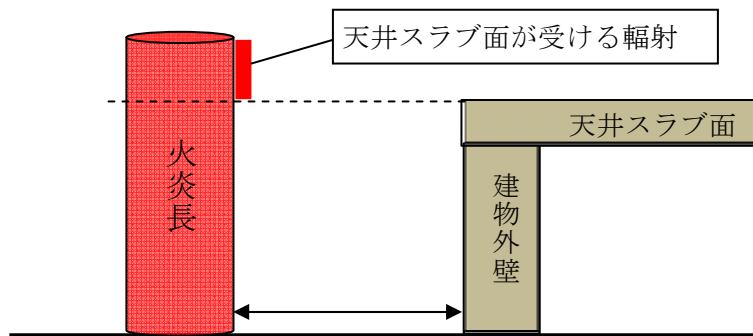 天井スラブ面が受ける輻射
天井スラブ面
火炎長
建物外壁